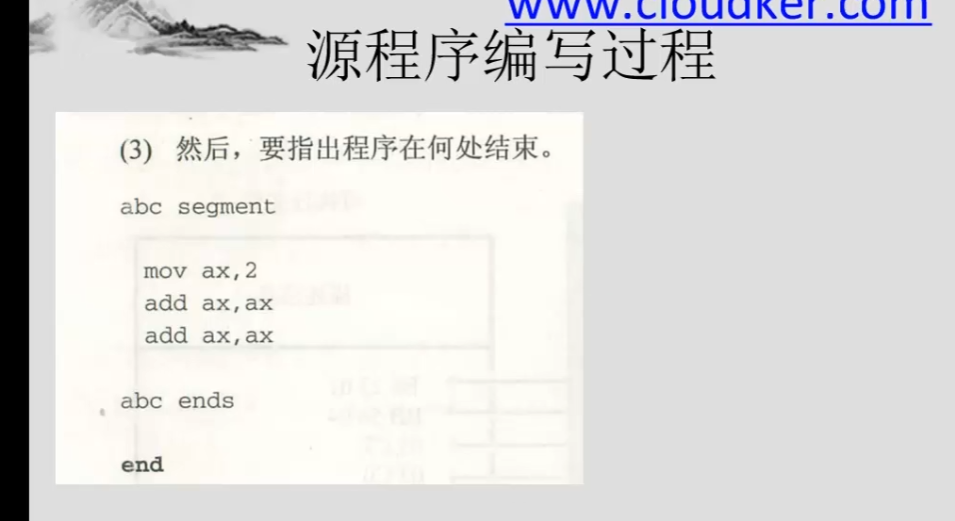 www.cloudker.com
源程序编写过程
(3) 然后，要指出程序在何处结束。
abc segment
mov ax,2
add ax,ax
add ax,ax
abc ends
end